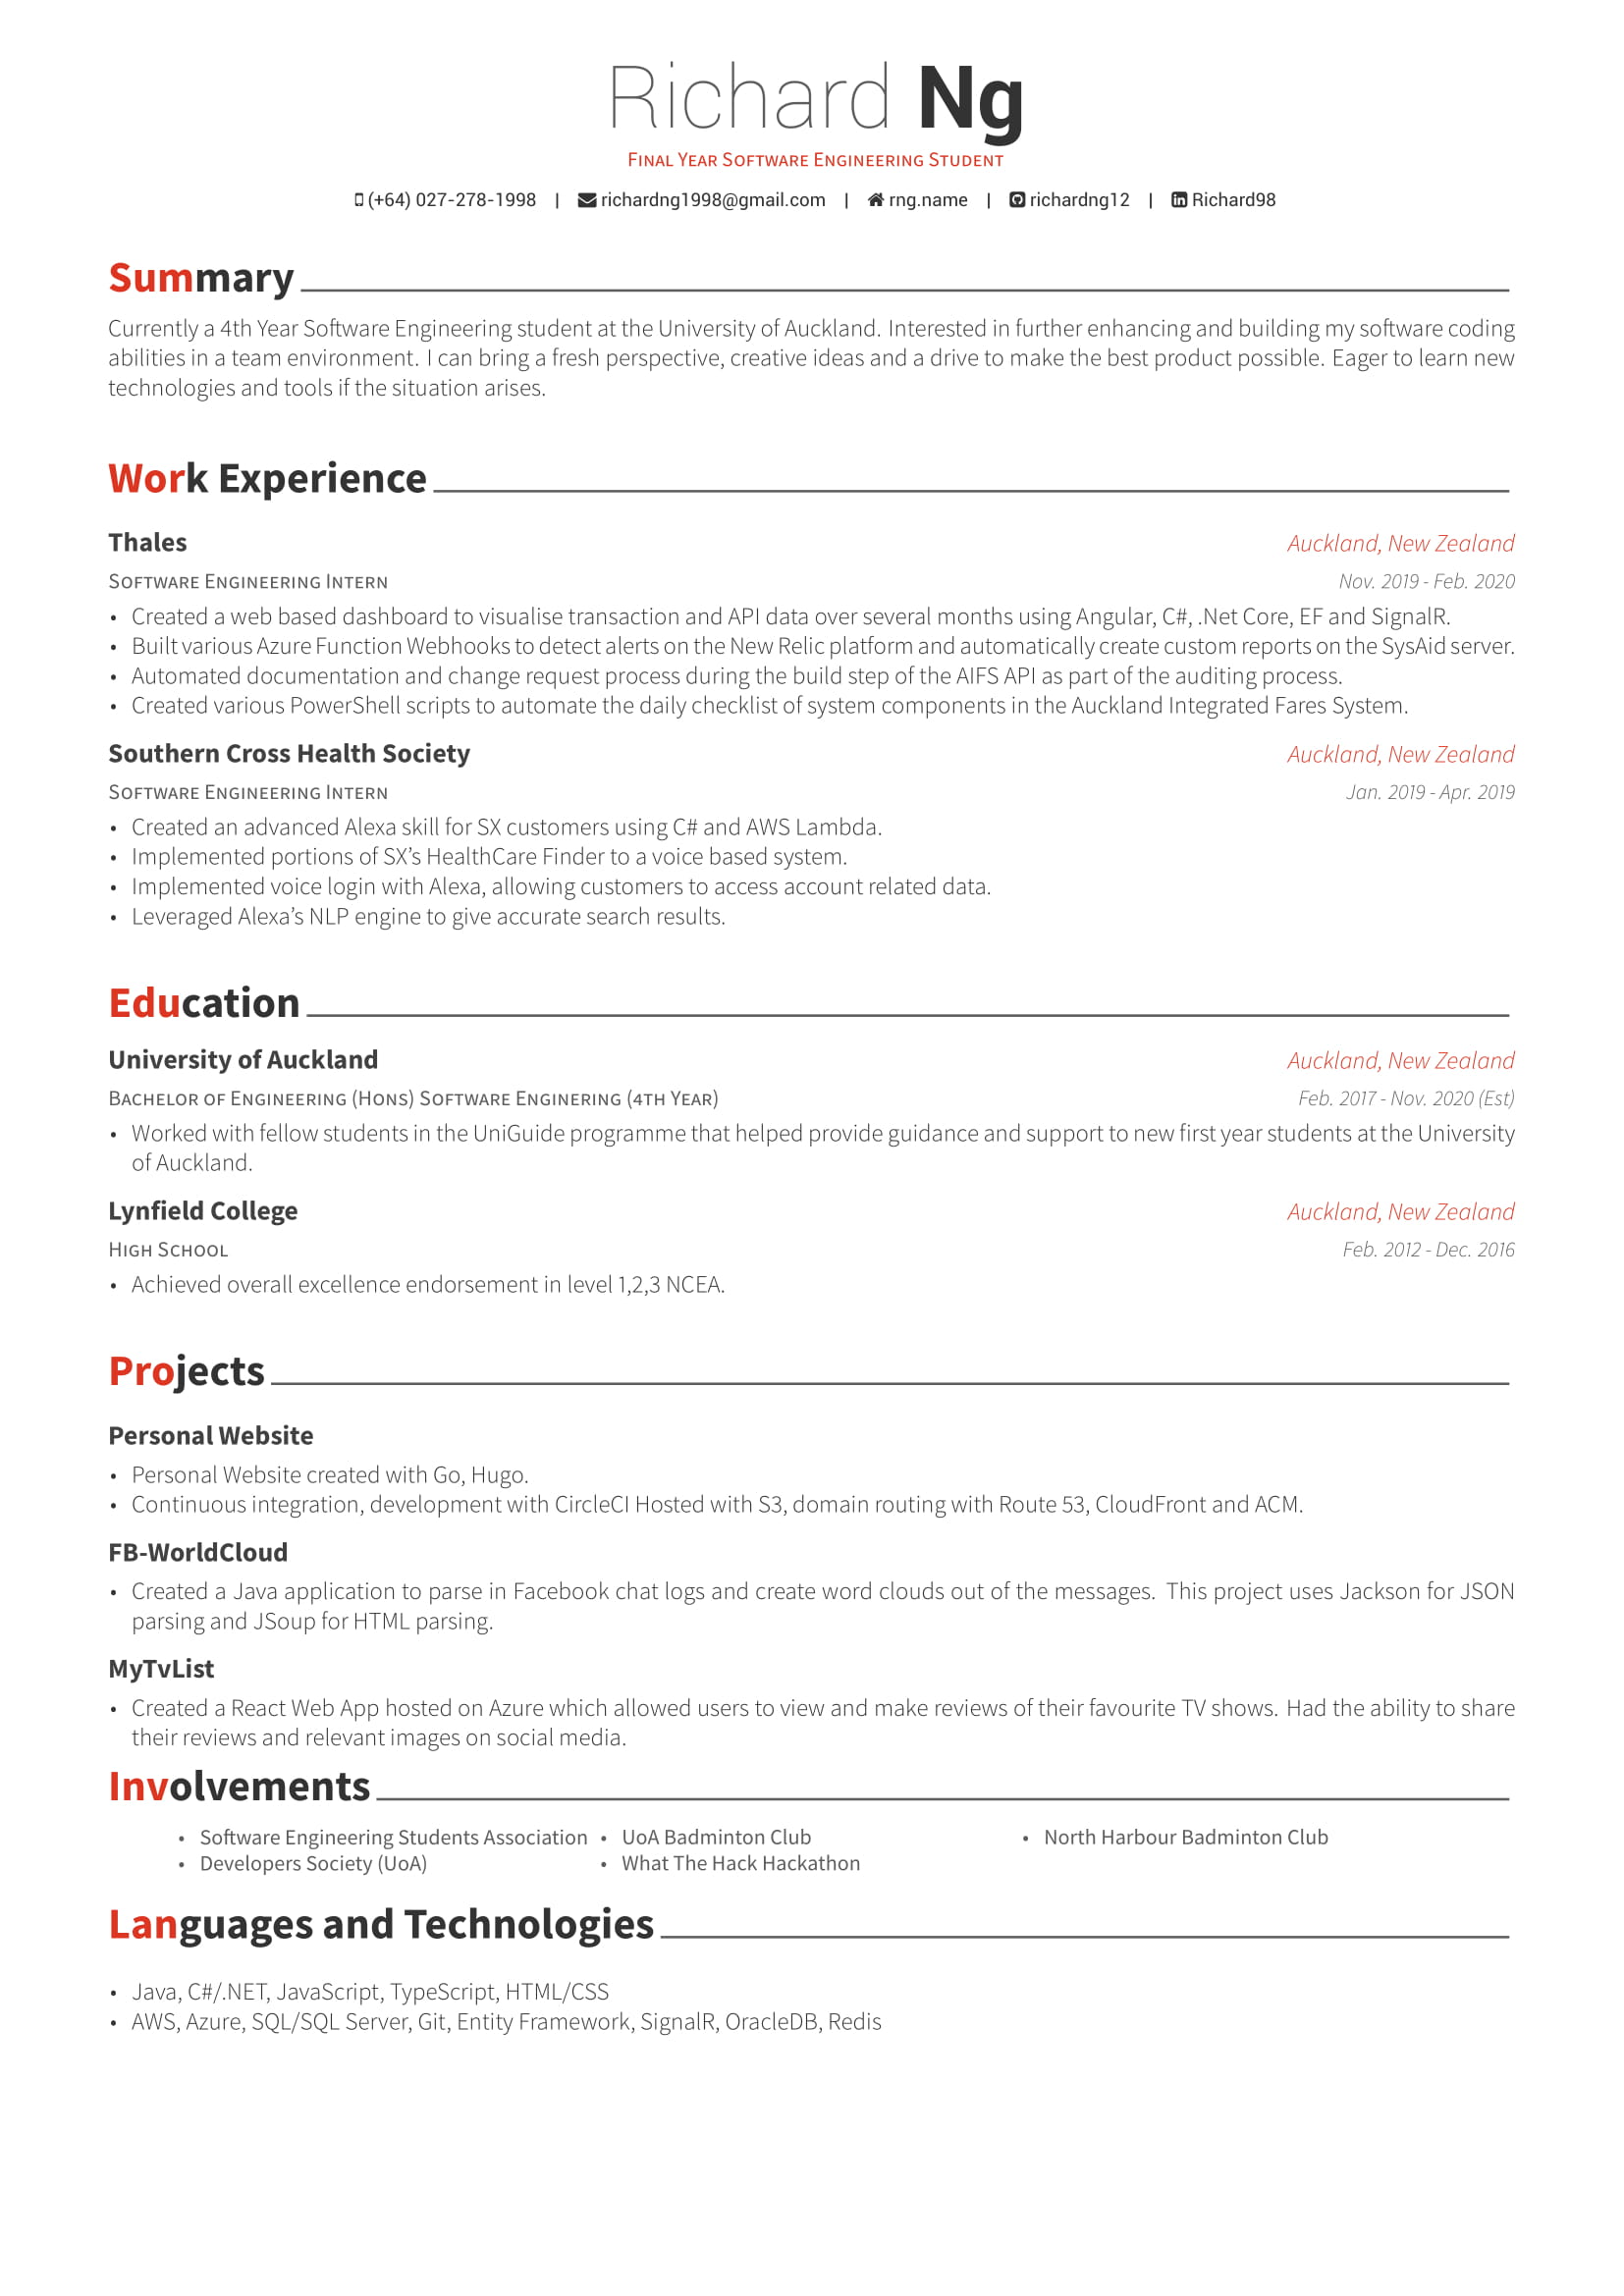 Richard Ng
Final Year Software Engineering Student
(+64) 027-278-1998 | richardng1998@gmail.com | rng.name | richardng12 | Richard98
Summary
Currently a 4th Year Software Engineering student at the University of Auckland. Interested in further enhancing and building my software coding
abilities in a team environment. I can bring a fresh perspective, creative ideas and a drive to make the best product possible. Eager to learn new
technologies and tools if the situation arises.
Work Experience
Thales Auckland, New Zealand
Software Engineering Intern Nov. 2019 - Feb. 2020
• Created a web based dashboard to visualise transaction and API data over several months using Angular, C#, .Net Core, EF and SignalR.
• Built various Azure Function Webhooks to detect alerts on the New Relic platform and automatically create custom reports on the SysAid server.
• Automated documentation and change request process during the build step of the AIFS API as part of the auditing process.
• Created various PowerShell scripts to automate the daily checklist of system components in the Auckland Integrated Fares System.
Southern Cross Health Society Auckland, New Zealand
Software Engineering Intern Jan. 2019 - Apr. 2019
• Created an advanced Alexa skill for SX customers using C# and AWS Lambda.
• Implemented portions of SX's HealthCare Finder to a voice based system.
• Implemented voice login with Alexa, allowing customers to access account related data.
• Leveraged Alexa's NLP engine to give accurate search results.
Education
University of Auckland Auckland, New Zealand
Bachelor of Engineering (Hons) Software Enginering (4th Year) Feb. 2017 - Nov. 2020 (Est)
• Worked with fellow students in the UniGuide programme that helped provide guidance and support to new first year students at the University
of Auckland.
Lynfield College Auckland, New Zealand
High School Feb. 2012 - Dec. 2016
• Achieved overall excellence endorsement in level 1,2,3 NCEA.
Projects
Personal Website
• Personal Website created with Go, Hugo.
• Continuous integration, development with CircleCI Hosted with S3, domain routing with Route 53, CloudFront and ACM.
FB-WorldCloud
• Created a Java application to parse in Facebook chat logs and create word clouds out of the messages. This project uses Jackson for JSON
parsing and JSoup for HTML parsing.
MyTvList
• Created a React Web App hosted on Azure which allowed users to view and make reviews of their favourite TV shows. Had the ability to share
their reviews and relevant images on social media.
Involvements
• Software Engineering Students Association • UoA Badminton Club • North Harbour Badminton Club
• Developers Society (UoA) • What The Hack Hackathon
Languages and Technologies
• Java, C#/.NET, JavaScript, TypeScript, HTML/CSS
• AWS, Azure, SQL/SQL Server, Git, Entity Framework, SignalR, OracleDB, Redis